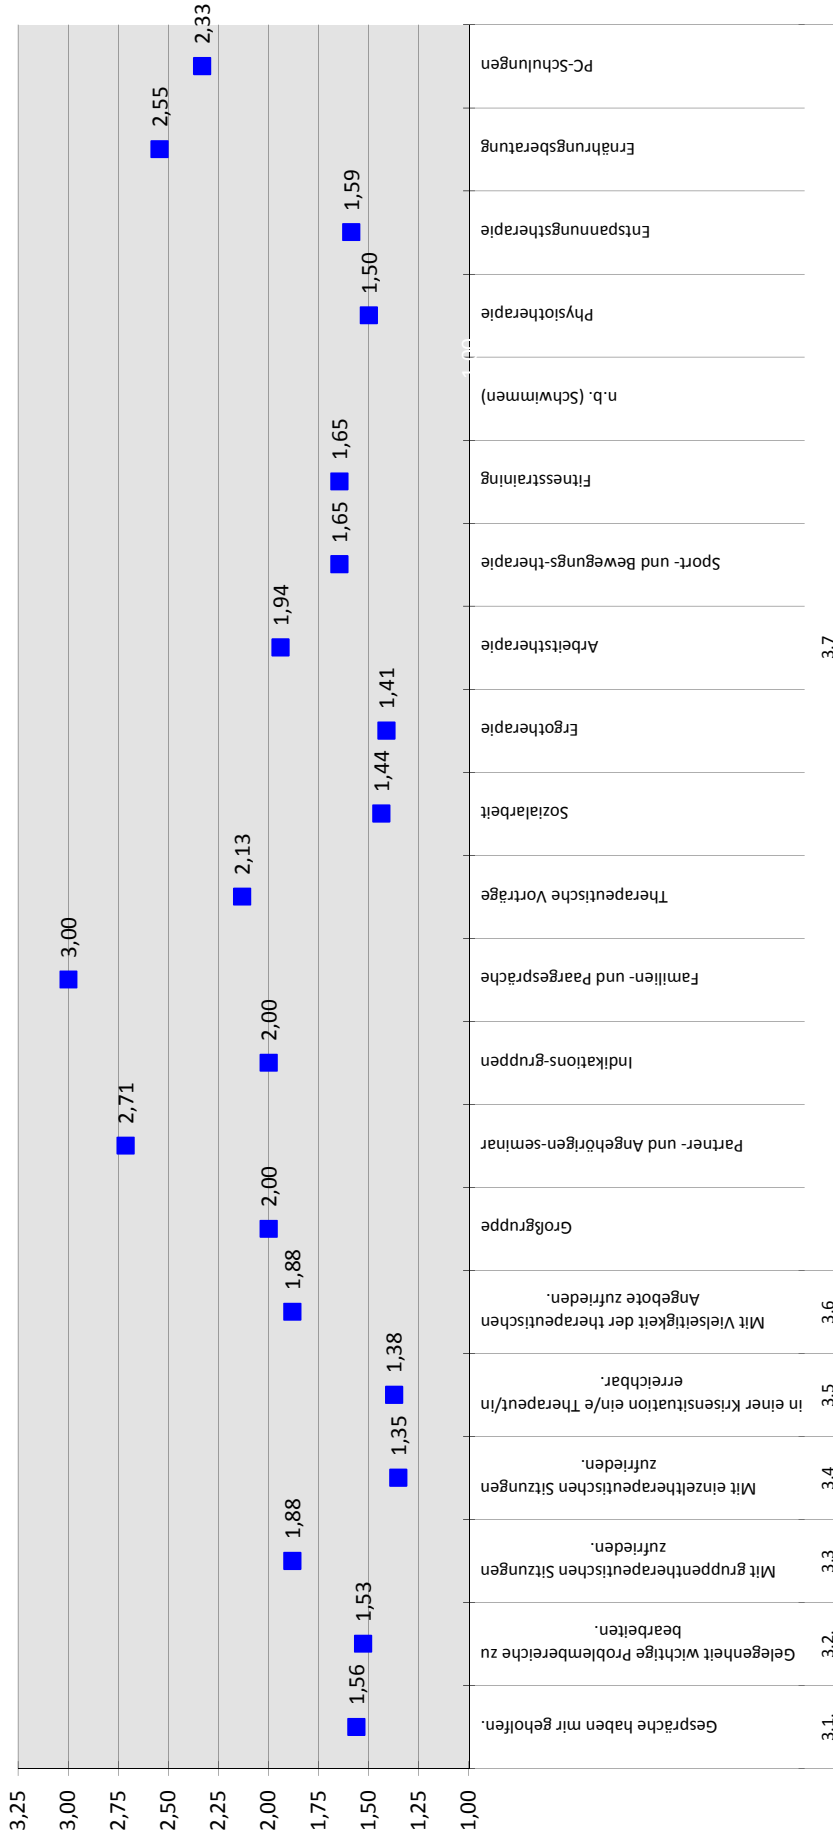 3,25
3,00
2,75
2,50
2,25
2,00
1,75
1,50
1,25
1,00
1,56
1,53
1,88
1,35
1,38
1,88
2,00
2,71
2,00
3,00
2,13
1,44
1,41
1,94
1,65
1,65
1,00
1,50
1,59
2,55
2,33
Gespräche haben mir geholfen.
Gelegenheit wichtige Problembereiche zu
bearbeiten.
Mit gruppentherapeutischen Sitzungen
zufrieden.
Mit einzeltherapeutischen Sitzungen
zufrieden.
in einer Krisensituation ein/e Therapeut/in
erreichbar.
Mit Vielseitigkeit der therapeutischen
Angebote zufrieden.
Großgruppe
Partner- und Angehörigen-seminar
Indikations-gruppen
Familien- und Paargespräche
Therapeutische Vorträge
Sozialarbeit
Ergotherapie
Arbeitstherapie
Sport- und Bewegungs-therapie
Fitnesstraining
n.b. (Schwimmen)
Physiotherapie
Entspannungstherapie
Ernährungsberatung
PC-Schulungen
3.1.
3.2.
3.3
3.4
3.5
3.6
3.7